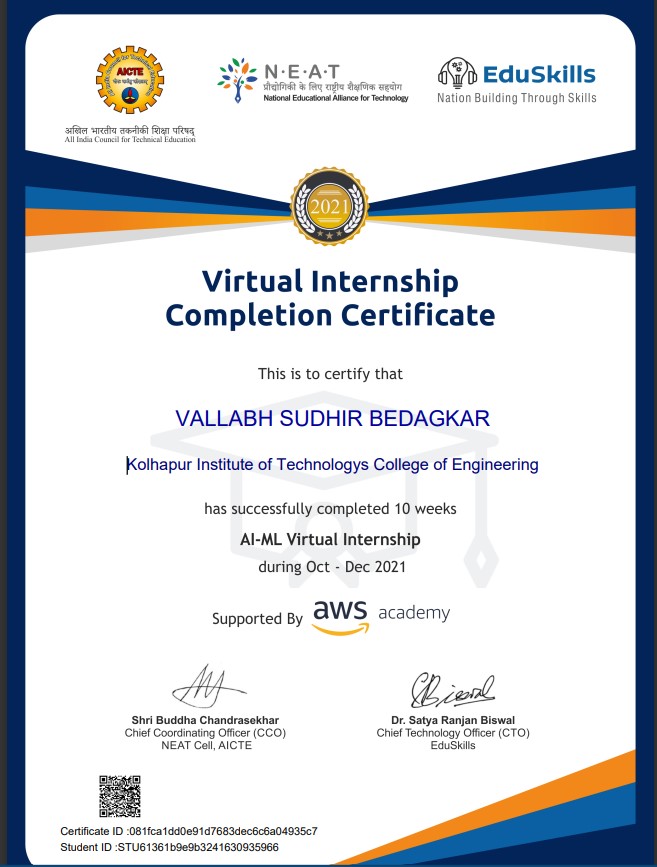 AICTE
अखिल भारतीय तकनीकी शिक्षा परिषद्
All India Council for Technical Education
N·E·A·T
प्रौद्योगिकी के लिए राष्ट्रीय शैक्षणिक सहयोग
National Educational Alliance for Technology
EduSkills
Nation Building Through Skills
2021
Virtual Internship
Completion Certificate
This is to certify that
VALLABH SUDHIR BEDAGKAR
Kolhapur Institute of Technologys College of Engineering
has successfully completed 10 weeks
AI-ML Virtual Internship
during Oct - Dec 2021
Supported By aws academy
Shri Buddha Chandrasekhar
Chief Coordinating Officer (CCO)
NEAT Cell, AICTE
Dr. Satya Ranjan Biswal
Chief Technology Officer (CTO)
EduSkills
Certificate ID :081fca1dd0e91d7683dec6c6a04935c7
Student ID :STU61361b9e9b3241630935966